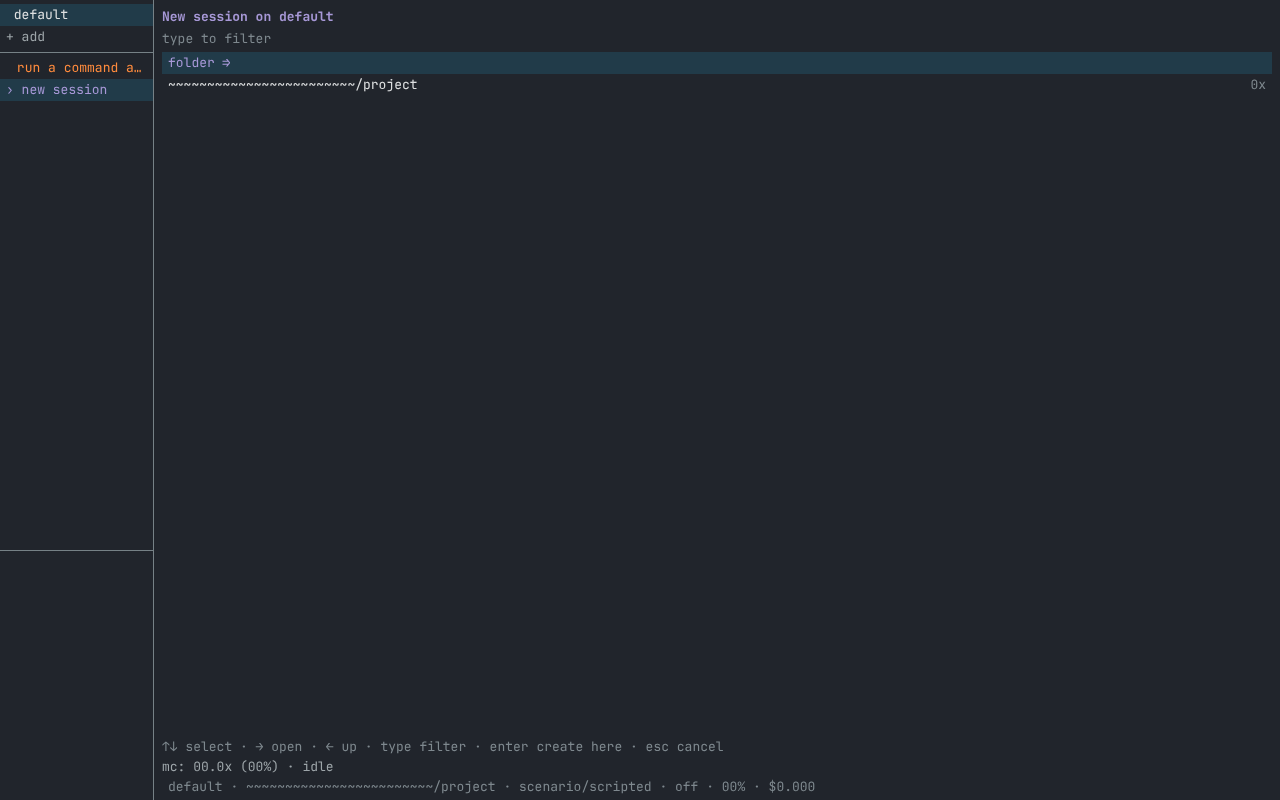 default
+ add
run a command a…
› new session
New session on default
type to filter
folder →
~~~~~~~~~~~~~~~~~~~~~~~~/project 0x
↑↓ select · → open · ← up · type filter · enter create here · esc cancel
mc: 00.0x (00%) · idle
default · ~~~~~~~~~~~~~~~~~~~~~~~~/project · scenario/scripted · off · 00% · $0.000